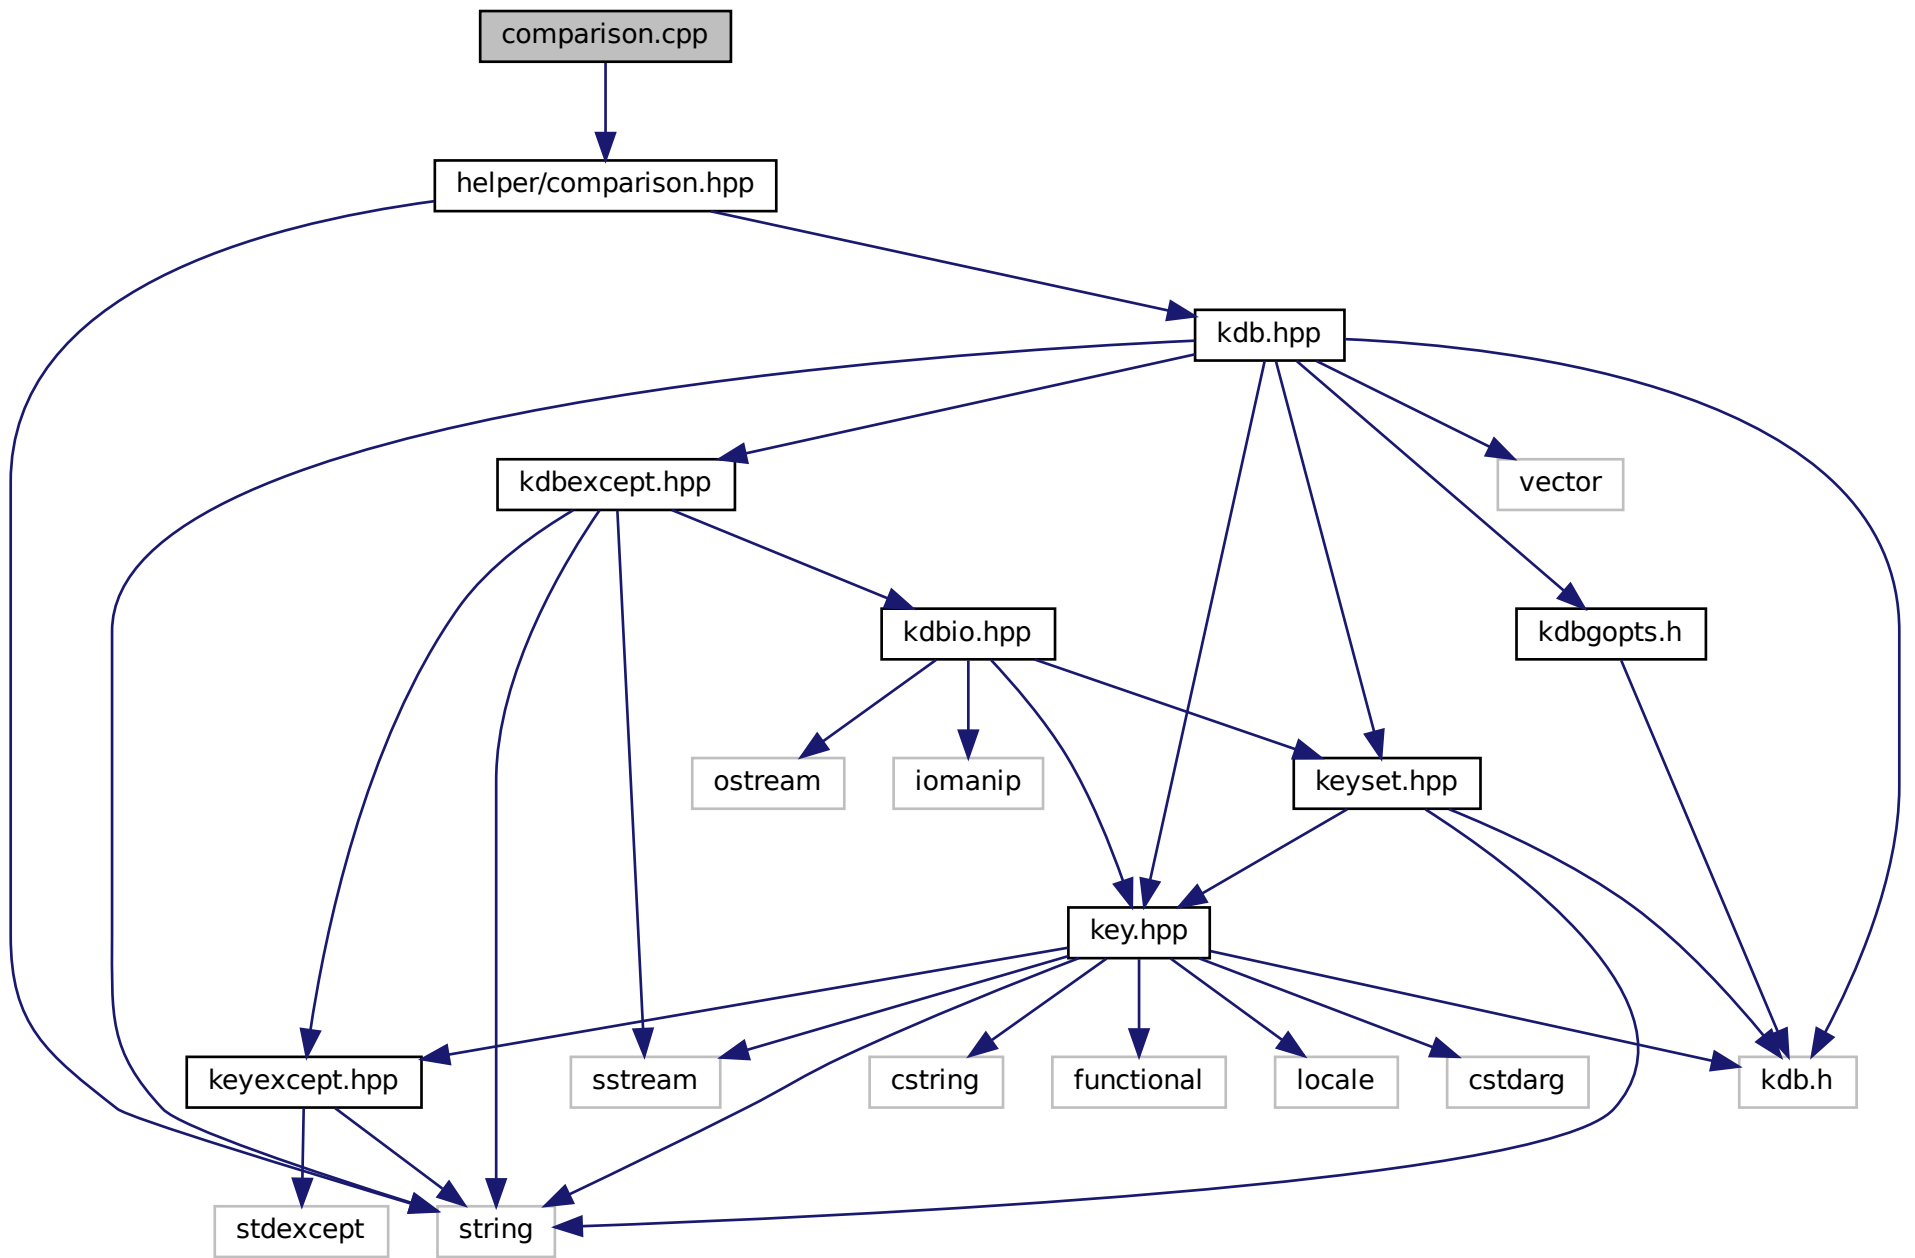 comparison.cpp
helper/comparison.hpp
kdb.hpp
kdbexcept.hpp
vector
kdbio.hpp
kdbgopts.h
ostream
iomanip
keyset.hpp
key.hpp
keyexcept.hpp
sstream
cstring
functional
locale
cstdarg
kdb.h
stdexcept
string